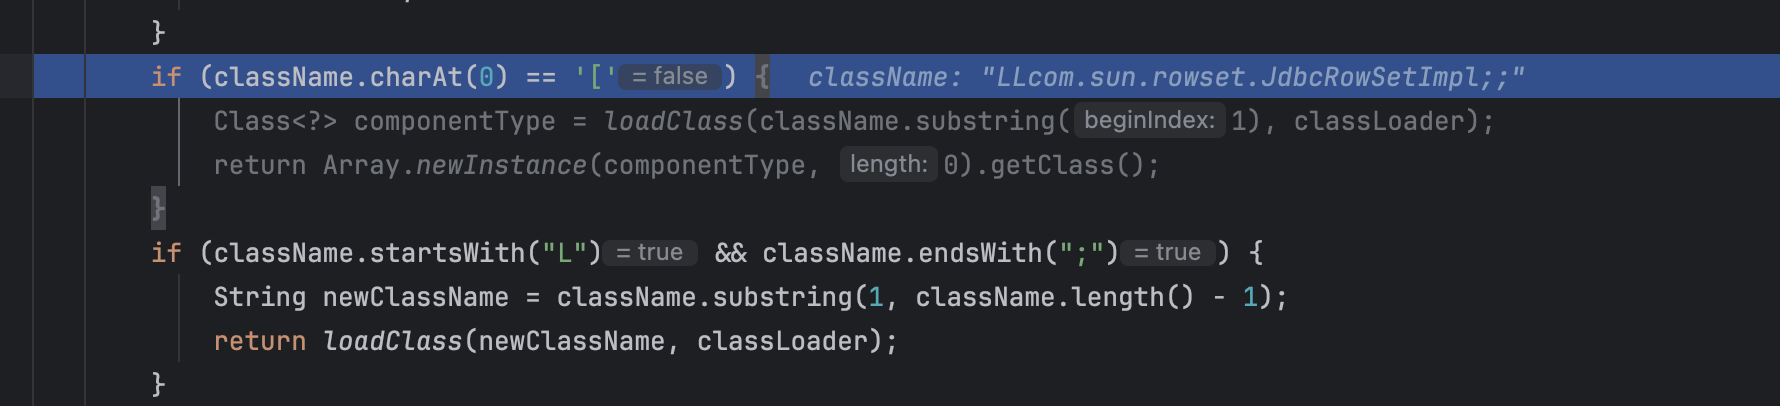 }
if (className.charAt(0) == '[' = false ) { className: "LLcom.sun.rowset.JdbcRowSetImpl;;"
Class<?> componentType = loadClass(className.substring( beginIndex: 1), classLoader);
return Array.newInstance(componentType, length: 0).getClass();
}
if (className.startsWith("L") = true && className.endsWith(";") = true ) {
String newClassName = className.substring(1, className.length() - 1);
return loadClass(newClassName, classLoader);
}